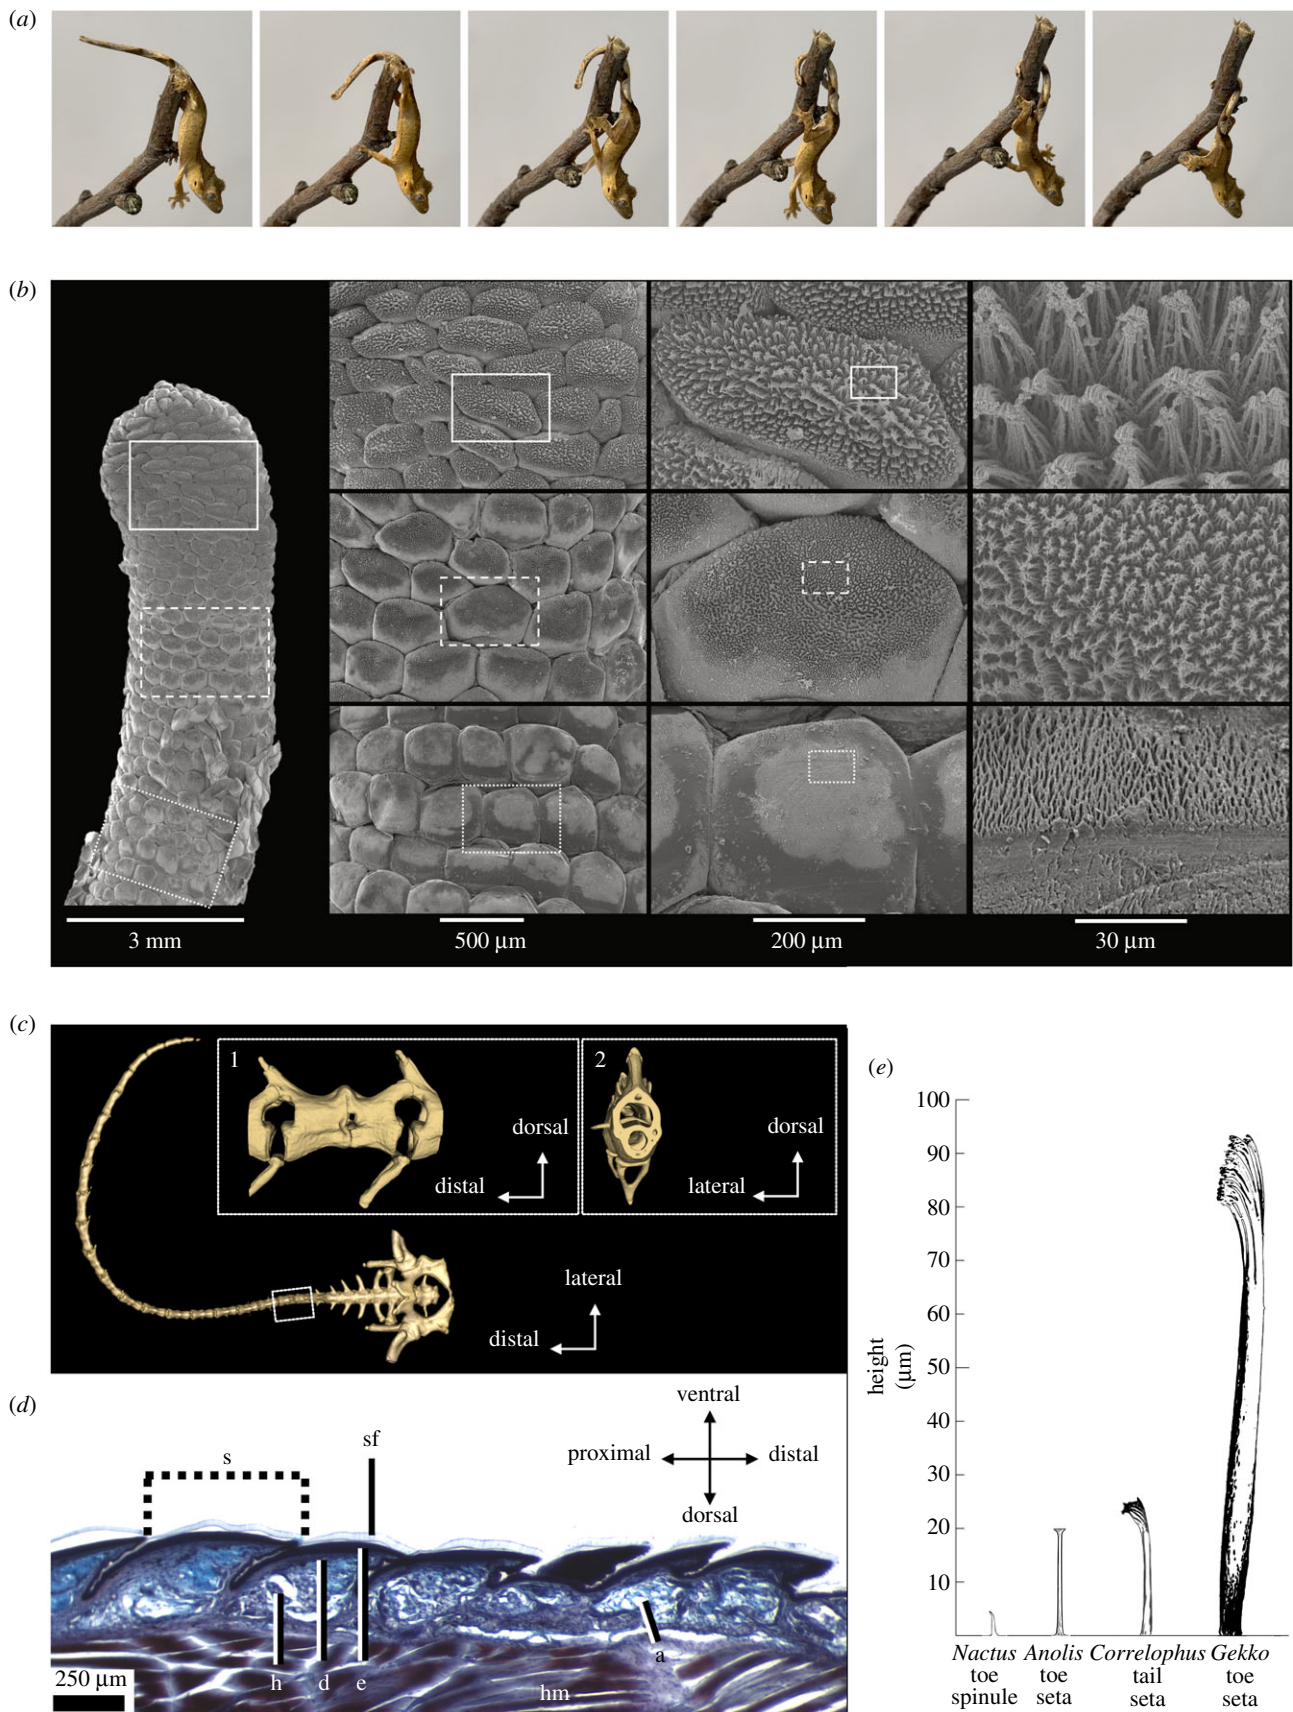 (a)
(b)
3 mm
500 µm
200 µm
30 µm
(c)
1
dorsal
distal
2
dorsal
lateral
lateral
distal
(d)
ventral
proximal
distal
dorsal
s
sf
h
d
e
a
hm
250 µm
(e)
height
(µm)
100
90
80
70
60
50
40
30
20
10
Nactus
toe
spinule
Anolis
toe
seta
Correlophus
tail
seta
Gekko
toe
seta